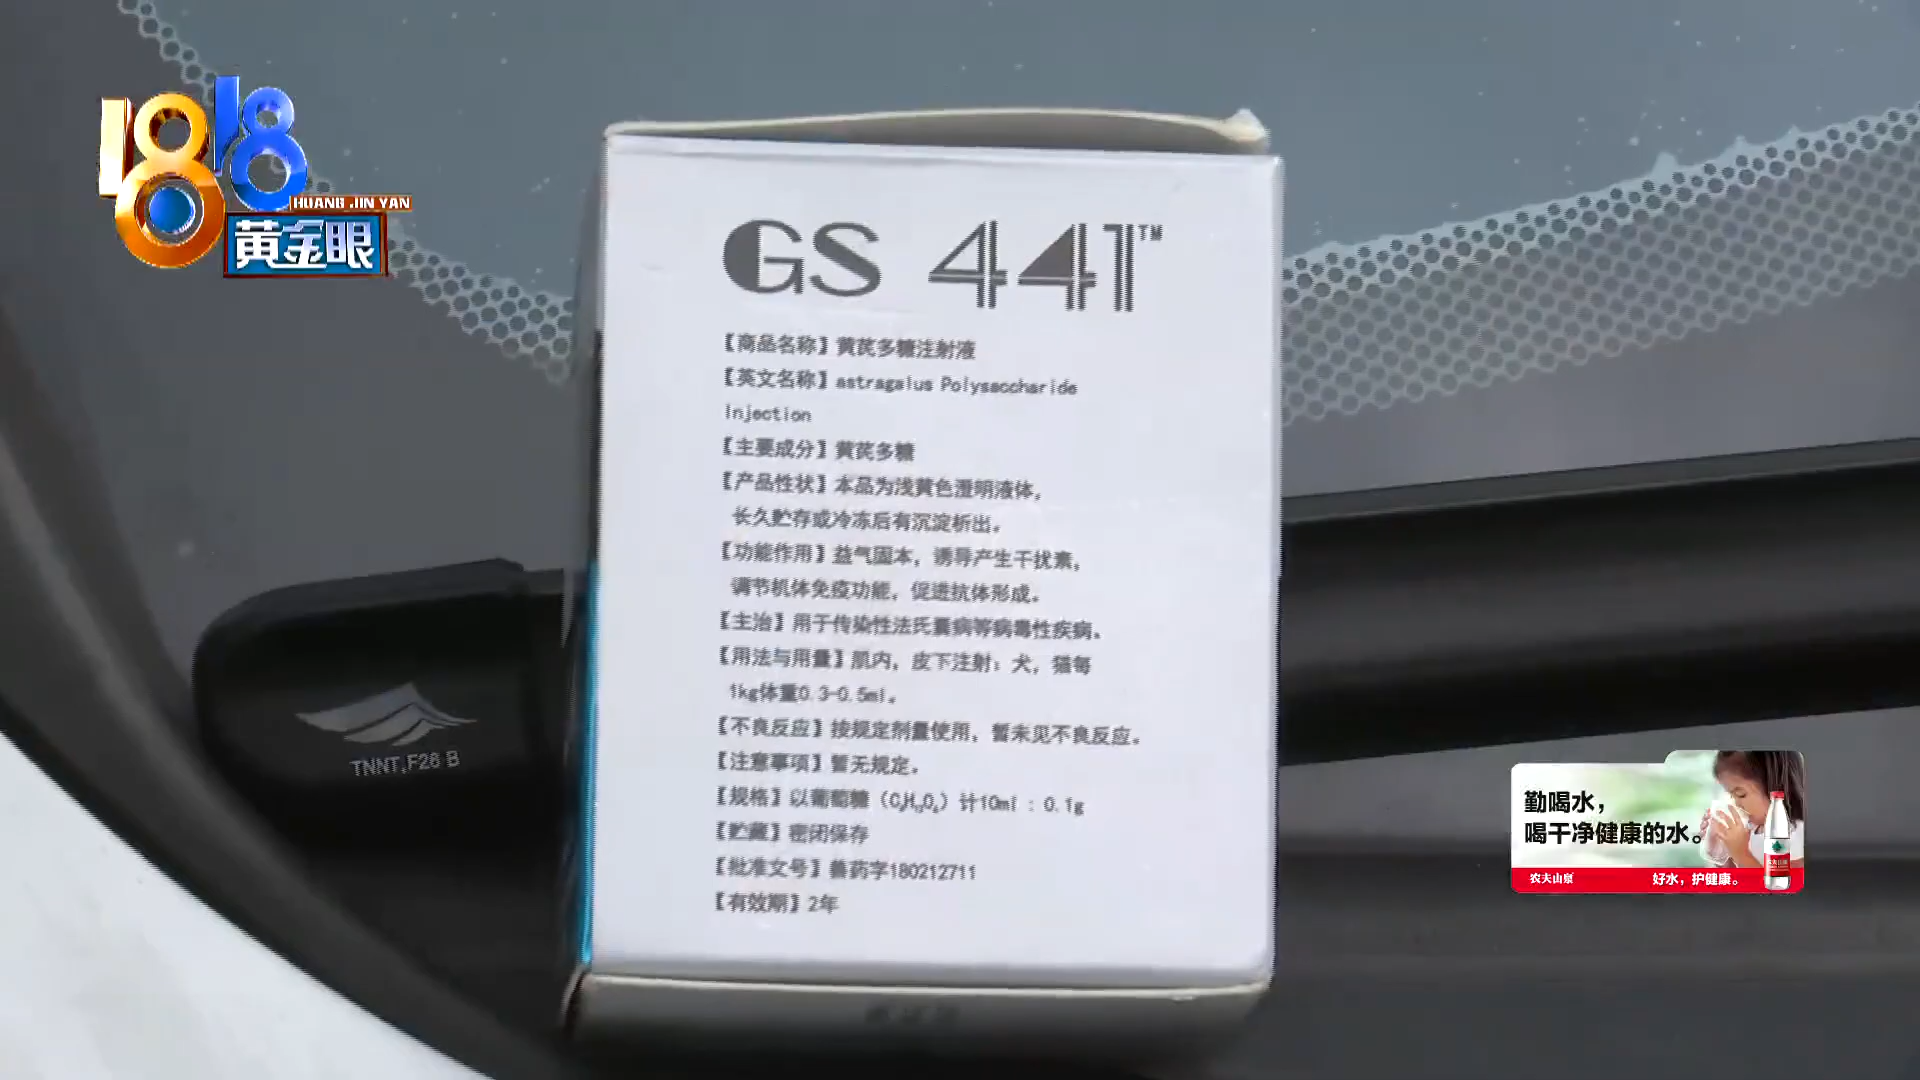 1818
HUANG JIN YAN
黄金眼
GS 441™
【商品名称】黄芪多糖注射液
【英文名称】astragalus Polysaccharide
Injection
【主要成分】黄芪多糖
【产品性状】本品为浅黄色澄明液体，
长久贮存或冷冻后有沉淀析出。
【功能作用】益气固本，诱导产生干扰素，
调节机体免疫功能，促进抗体形成。
【主治】用于传染性法氏囊病等病毒性疾病。
【用法与用量】肌内，皮下注射：犬，猫每
1kg体重0.3-0.5ml。
【不良反应】按规定剂量使用，暂未见不良反应。
【注意事项】暂无规定。
【规格】以葡萄糖（C₆H₁₂O₆）计10ml : 0.1g
【贮藏】密闭保存
【批准文号】兽药字180212711
【有效期】2年
TNNT,F28 B
勤喝水，
喝干净健康的水。
农夫山泉 好水，护健康。